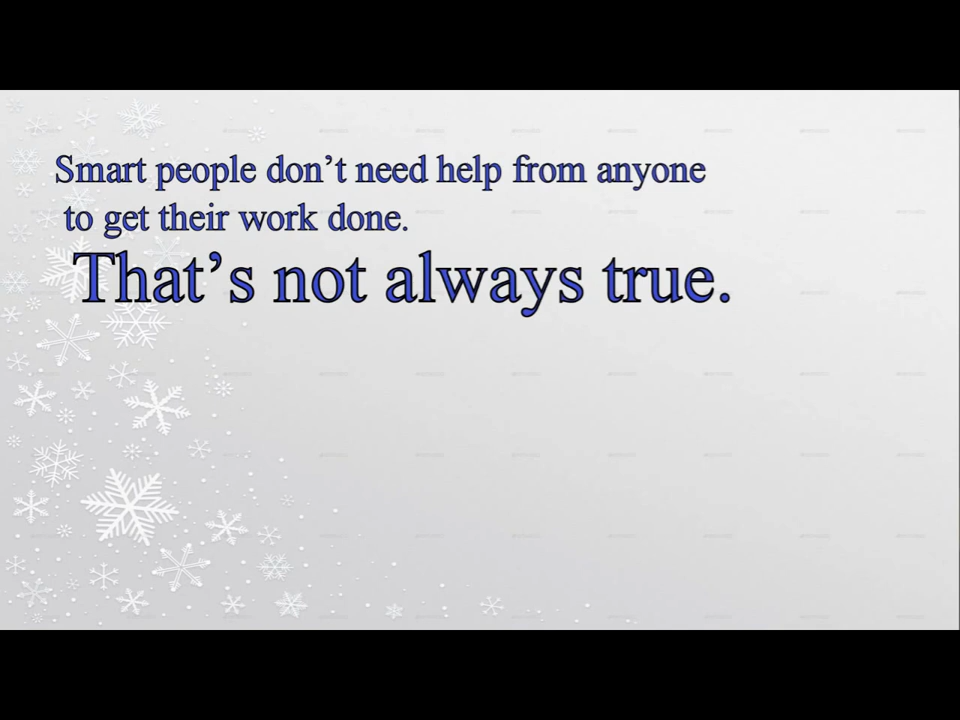 Smart people don’t need help from anyone
to get their work done.
That’s not always true.